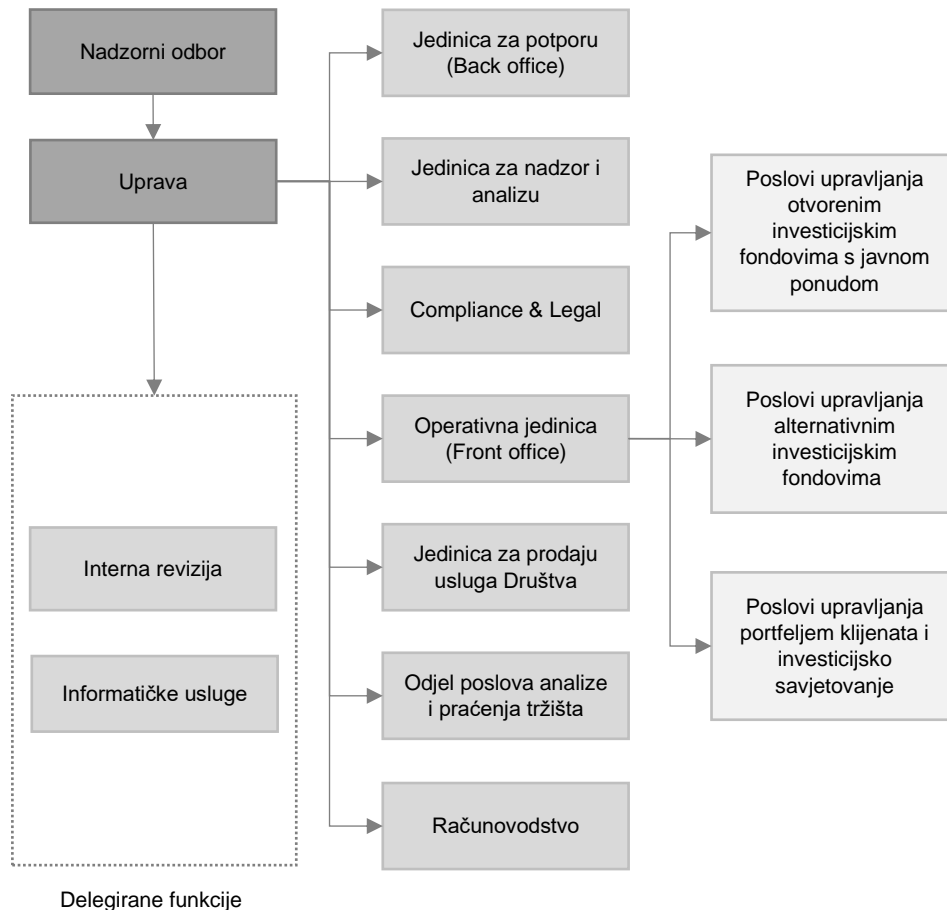 Nadzorni odbor
Uprava
Jedinica za potporu
(Back office)
Jedinica za nadzor i
analizu
Compliance & Legal
Operativna jedinica
(Front office)
Jedinica za prodaju
usluga Društva
Odjel poslova analize
i praćenja tržišta
Računovodstvo
Poslovi upravljanja
otvorenim
investicijskim
fondovima s javnom
ponudom
Poslovi upravljanja
alternativnim
investicijskim
fondovima
Poslovi upravljanja
portfeljem klijenata i
investicijsko
savjetovanje
Interna revizija
Informatičke usluge
Delegirane funkcije